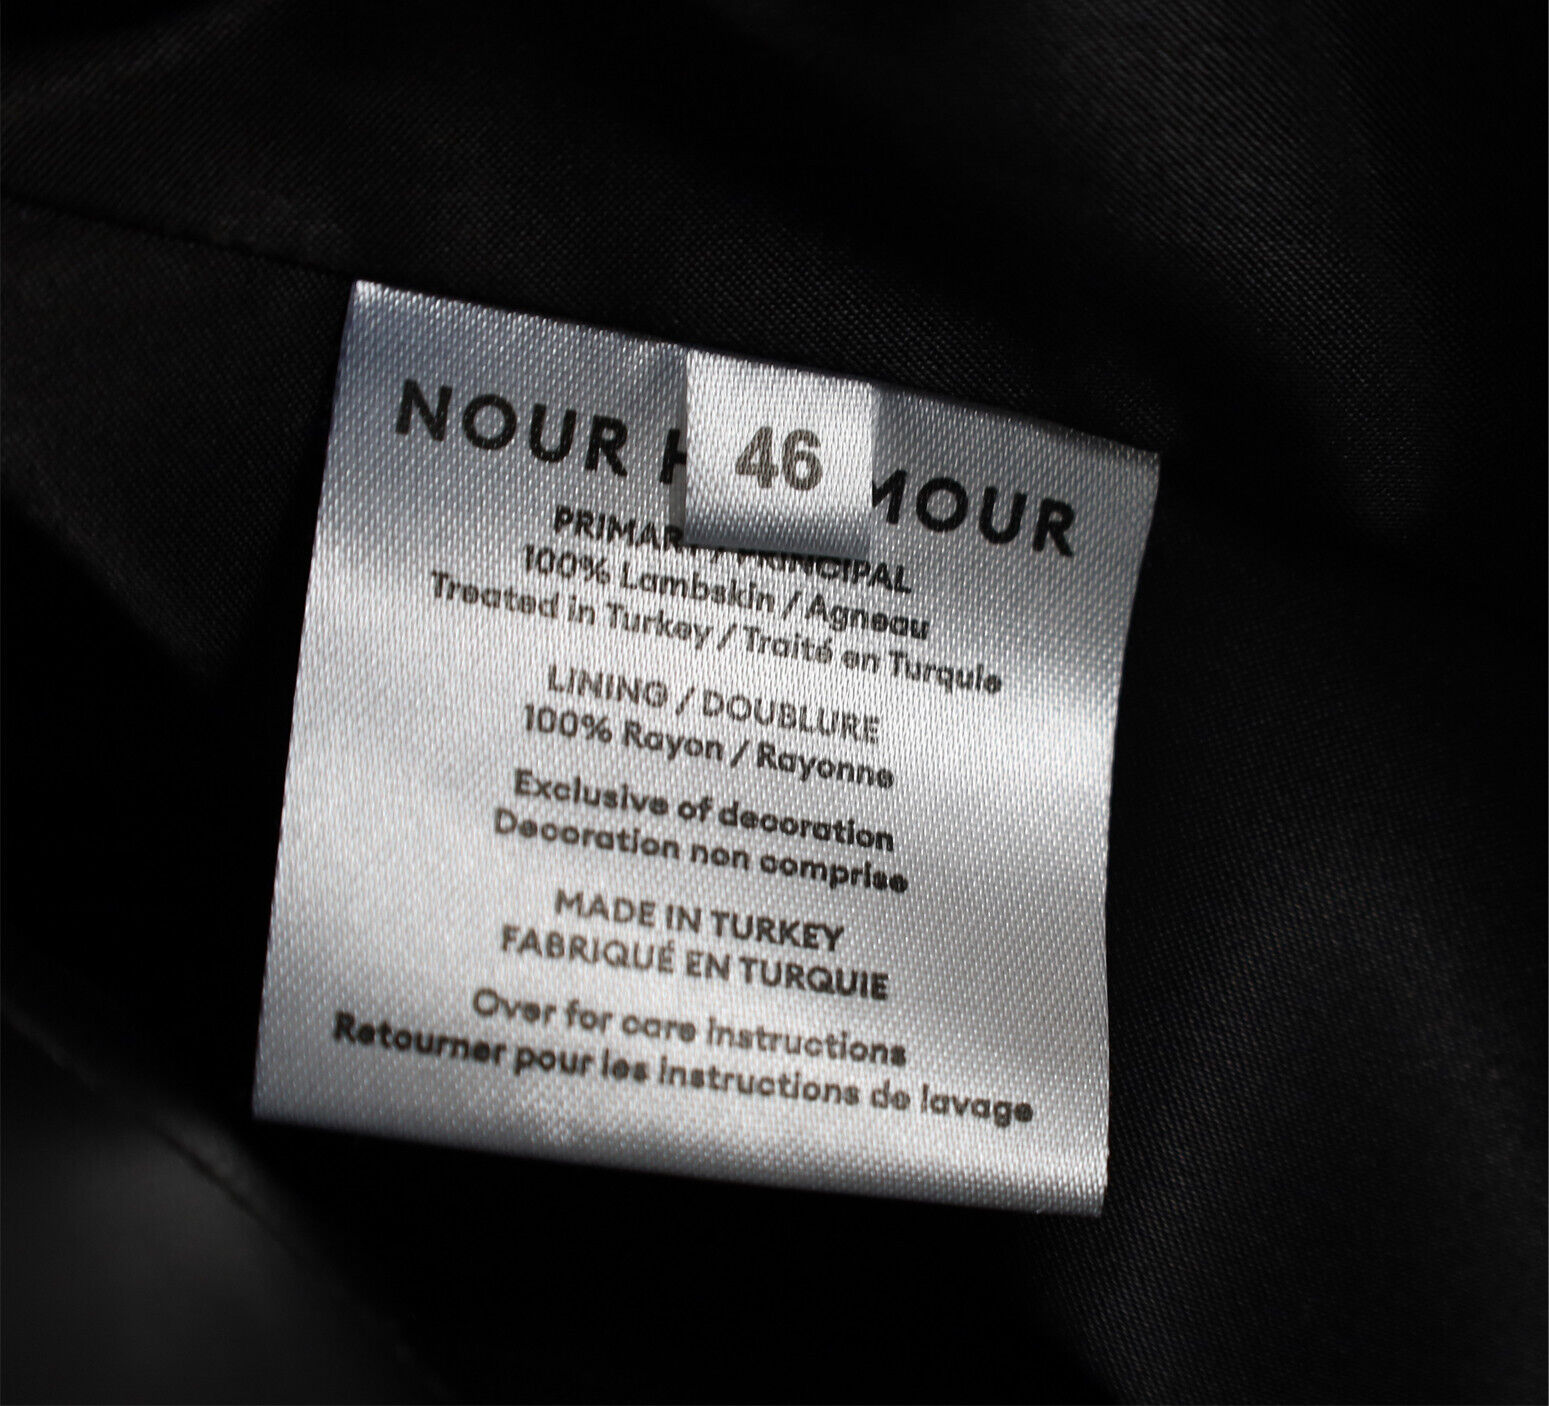 NOUR H MOUR
46
PRIMARY / PRINCIPAL
100% Lambskin / Agneau
Treated in Turkey / Traité en Turquie
LINING / DOUBLURE
100% Rayon / Rayonne
Exclusive of decoration
Decoration non comprise
MADE IN TURKEY
FABRIQUÉ EN TURQUIE
Over for care instructions
Retourner pour les instructions de lavage